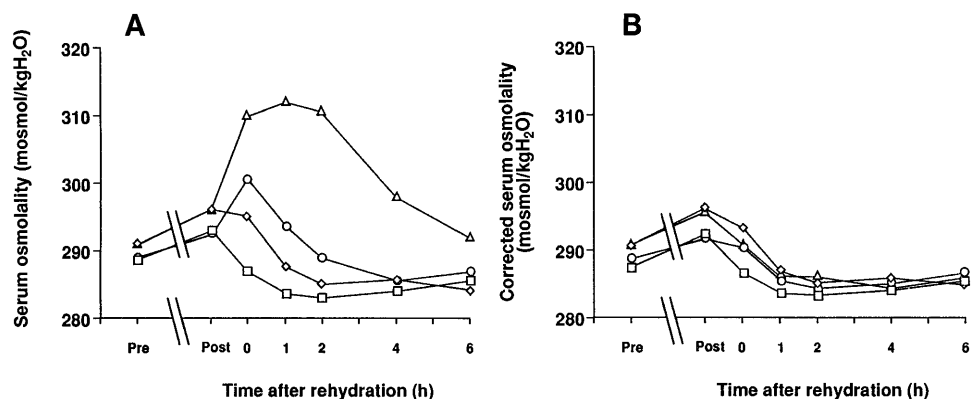 A
Serum osmolality (mosmol/kgH₂O)
320
310
300
290
280
Pre Post 0 1 2 4 6
Time after rehydration (h)
B
Corrected serum osmolality
(mosmol/kgH₂O)
320
310
300
290
280
Pre Post 0 1 2 4 6
Time after rehydration (h)